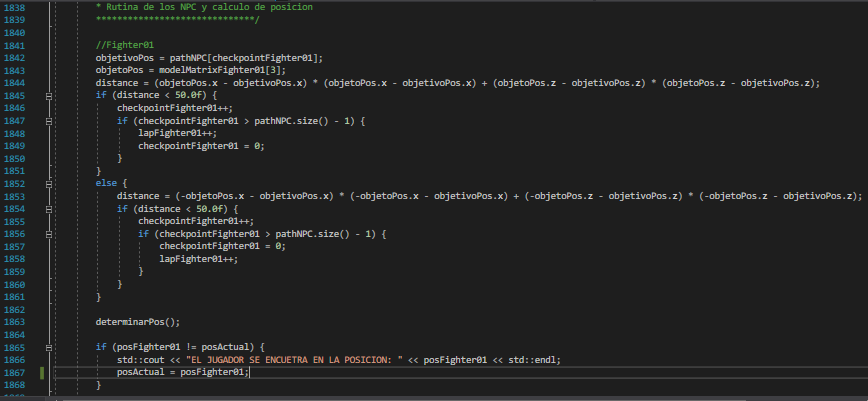 1838 * Rutina de los NPC y calculo de posicion
1839 ******************************/
1840
1841 //Fighter01
1842 objetivoPos = pathNPC[checkpointFighter01];
1843 objetoPos = modelMatrixFighter01[3];
1844 distance = (objetoPos.x - objetivoPos.x) * (objetoPos.x - objetivoPos.x) + (objetoPos.z - objetivoPos.z) * (objetoPos.z - objetivoPos.z);
1845 if (distance < 50.0f) {
1846 checkpointFighter01++;
1847 if (checkpointFighter01 > pathNPC.size() - 1) {
1848 lapFighter01++;
1849 checkpointFighter01 = 0;
1850 }
1851 }
1852 else {
1853 distance = (-objetoPos.x - objetivoPos.x) * (-objetoPos.x - objetivoPos.x) + (-objetoPos.z - objetivoPos.z) * (-objetoPos.z - objetivoPos.z);
1854 if (distance < 50.0f) {
1855 checkpointFighter01++;
1856 if (checkpointFighter01 > pathNPC.size() - 1) {
1857 checkpointFighter01 = 0;
1858 lapFighter01++;
1859 }
1860 }
1861 }
1862
1863 determinarPos();
1864
1865 if (posFighter01 != posActual) {
1866 std::cout << "EL JUGADOR SE ENCUETRA EN LA POSICION: " << posFighter01 << std::endl;
1867 posActual = posFighter01;
1868 }